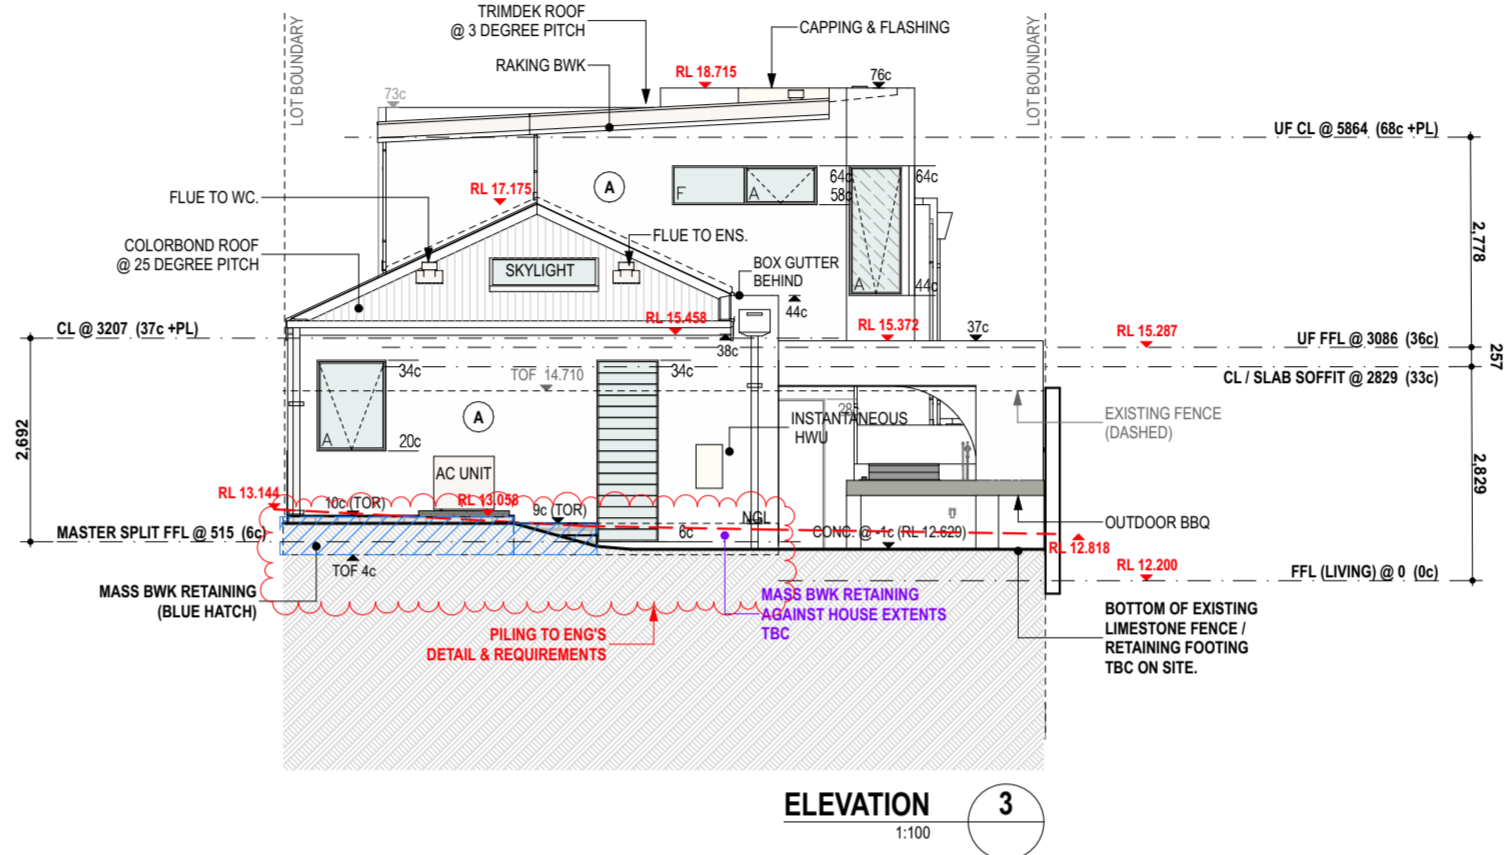 TRIMDEK ROOF
@ 3 DEGREE PITCH
CAPPING & FLASHING
LOT BOUNDARY
LOT BOUNDARY
RAKING BWK
RL 18.715
76c
73c
UF CL @ 5864 (68c +PL)
FLUE TO WC.
RL 17.175
A
F
A
64c
58c
64c
2,778
COLORBOND ROOF
@ 25 DEGREE PITCH
FLUE TO ENS.
SKYLIGHT
BOX GUTTER
BEHIND
A
44c
44c
CL @ 3207 (37c +PL)
RL 15.458
38c
RL 15.372
37c
RL 15.287
UF FFL @ 3086 (36c)
257
CL / SLAB SOFFIT @ 2829 (33c)
34c
TOF 14.710
34c
A
A
20c
2,692
INSTANTANEOUS
HWU
EXISTING FENCE
(DASHED)
2,829
AC UNIT
RL 13.144
10c (TOR)
RL 13.058
9c (TOR)
NGL
OUTDOOR BBQ
MASTER SPLIT FFL @ 515 (6c)
6c
CONC. @ -1c (RL 12.629)
RL 12.818
TOF 4c
RL 12.200
FFL (LIVING) @ 0 (0c)
MASS BWK RETAINING
(BLUE HATCH)
MASS BWK RETAINING
AGAINST HOUSE EXTENTS
TBC
PILING TO ENG'S
DETAIL & REQUIREMENTS
BOTTOM OF EXISTING
LIMESTONE FENCE /
RETAINING FOOTING
TBC ON SITE.
ELEVATION
3
1:100